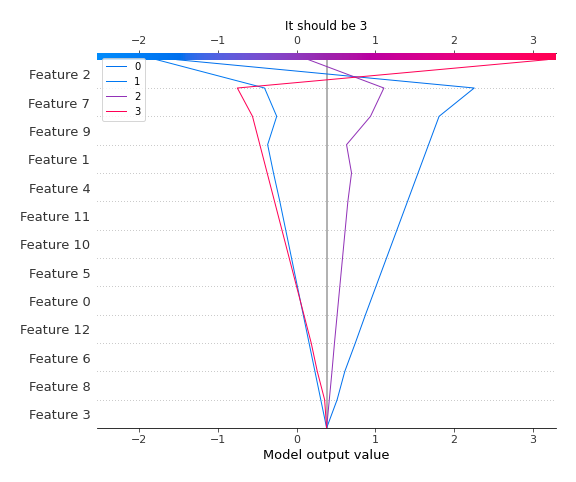 It should be 3
−2 −1 0 1 2 3
0
1
2
3
Feature 2
Feature 7
Feature 9
Feature 1
Feature 4
Feature 11
Feature 10
Feature 5
Feature 0
Feature 12
Feature 6
Feature 8
Feature 3
−2 −1 0 1 2 3
Model output value